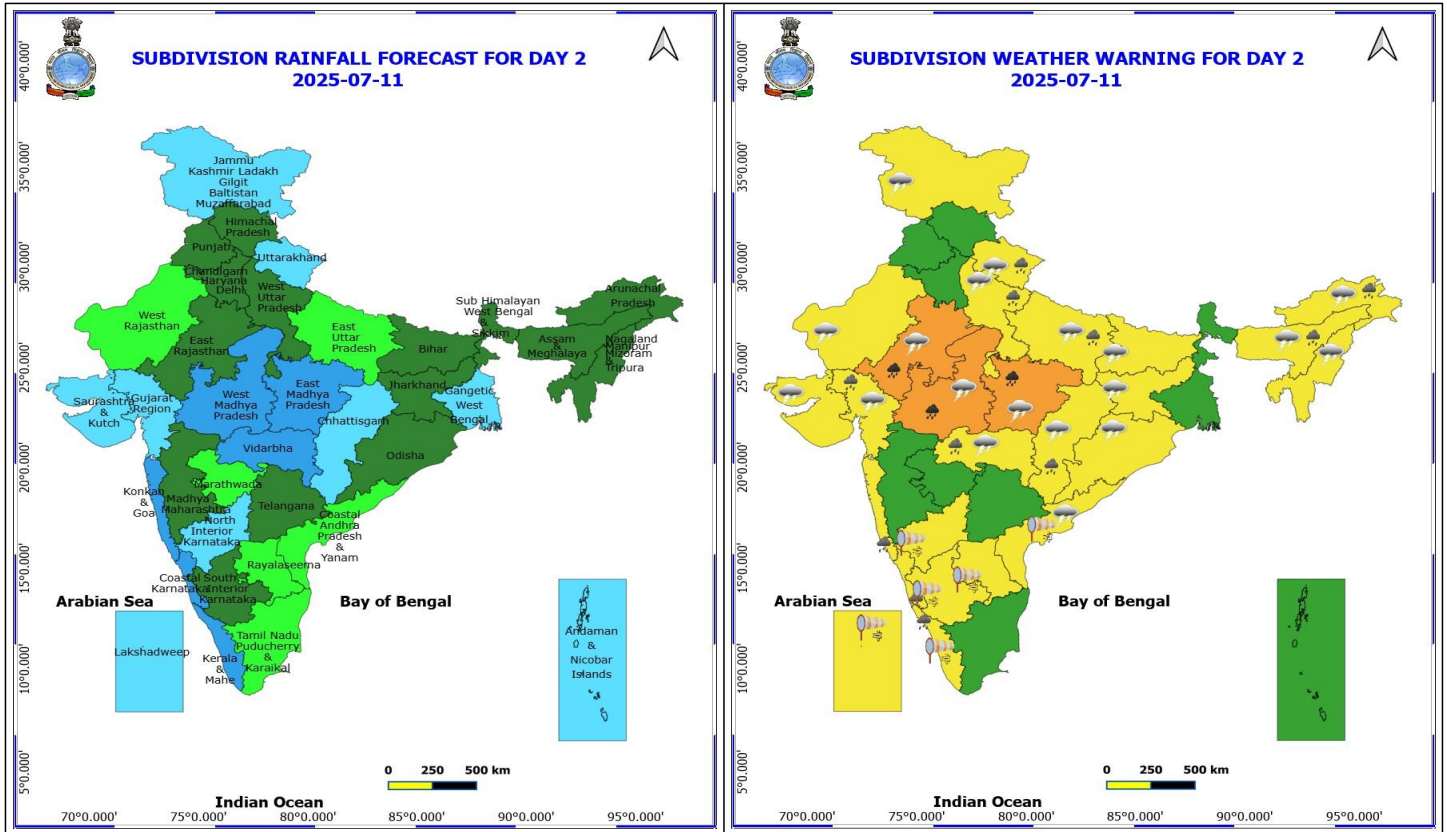 SUBDIVISION RAINFALL FORECAST FOR DAY 2
2025-07-11
40°0.000'
35°0.000'
30°0.000'
25°0.000'
20°0.000'
15°0.000'
10°0.000'
5°0.000'
Jammu
Kashmir Ladakh
Gilgit
Baltistan
Muzaffarabad
Himachal
Pradesh
Punjab
Uttarakhand
Chandigarh
Haryana
Delhi
West
Uttar
Pradesh
West
Rajasthan
East
Rajasthan
East
Uttar
Pradesh
Sub Himalayan
West Bengal
&
Sikkim
Arunachal
Pradesh
Assam
&
Meghalaya
Nagaland
Manipur
Mizoram
&
Tripura
Bihar
Jharkhand
Gangetic
West
Bengal
Saurashtra
&
Kutch
Gujarat
Region
West
Madhya
Pradesh
East
Madhya
Pradesh
Chhattisgarh
Vidarbha
Odisha
Konkan
&
Goa
Madhya
Maharashtra
Marathwada
Telangana
North
Interior
Karnataka
Coastal
Andhra
Pradesh
&
Yanam
Rayalaseema
Coastal
Karnataka
South
Interior
Karnataka
Arabian Sea
Bay of Bengal
Lakshadweep
Kerala
&
Mahe
Tamil Nadu
Puducherry
&
Karaikal
Andaman
&
Nicobar
Islands
0 250 500 km
Indian Ocean
70°0.000' 75°0.000' 80°0.000' 85°0.000' 90°0.000' 95°0.000'
SUBDIVISION WEATHER WARNING FOR DAY 2
2025-07-11
40°0.000'
35°0.000'
30°0.000'
25°0.000'
20°0.000'
15°0.000'
10°0.000'
5°0.000'
Arabian Sea
Bay of Bengal
0 250 500 km
Indian Ocean
70°0.000' 75°0.000' 80°0.000' 85°0.000' 90°0.000' 95°0.000'